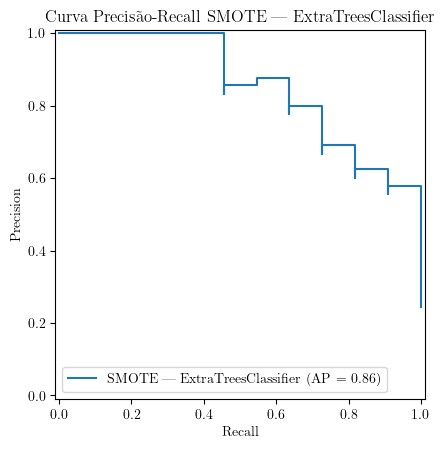 Curva Precisão-Recall SMOTE — ExtraTreesClassifier
1.0
0.8
0.6
0.4
0.2
0.0
Precision
SMOTE — ExtraTreesClassifier (AP = 0.86)
0.0 0.2 0.4 0.6 0.8 1.0
Recall